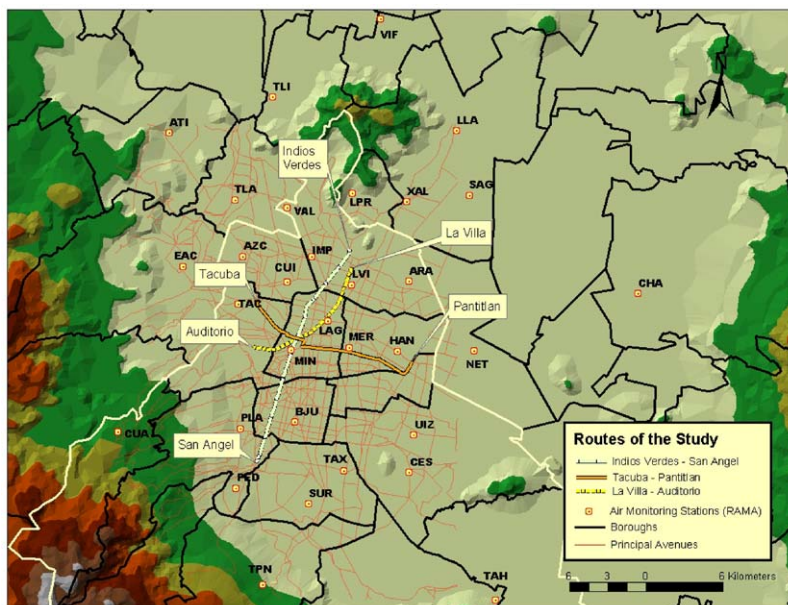 VIF
TLI
ATI
LLA
Indios
Verdes
TLA
VAL
LPR
XAL
SAG
La Villa
EAC
AZC
IMP
CUI
LVI
ARA
Tacuba
CHA
TAC
Pantitlan
Auditorio
LAG
MER
HAN
MIN
NET
CUA
PLA
BJU
UIZ
San Angel
TAX
CES
PED
SUR
TPN
TAH
Routes of the Study
Indios Verdes - San Angel
Tacuba - Pantitlan
La Villa - Auditorio
Air Monitoring Stations (RAMA)
Boroughs
Principal Avenues
6 3 0 6 Kilometers